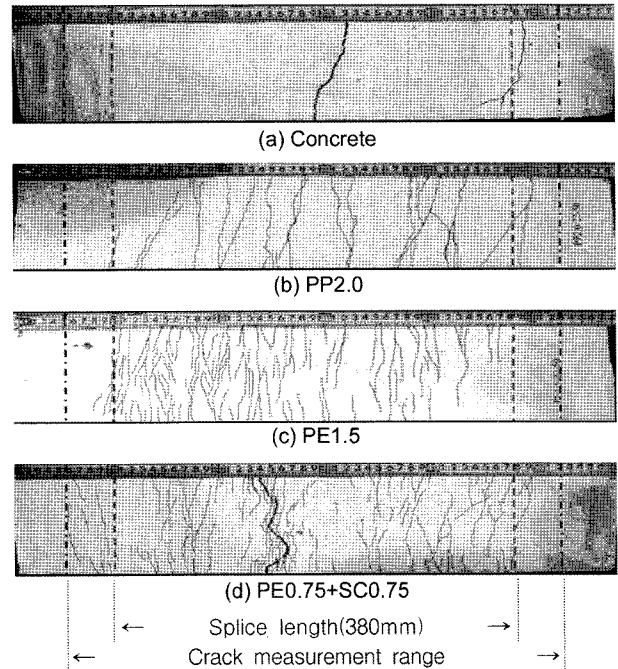 (a) Concrete
(b) PP2.0
(c) PE1.5
(d) PE0.75+SC0.75
← Splice length(380mm) →
← Crack measurement range →